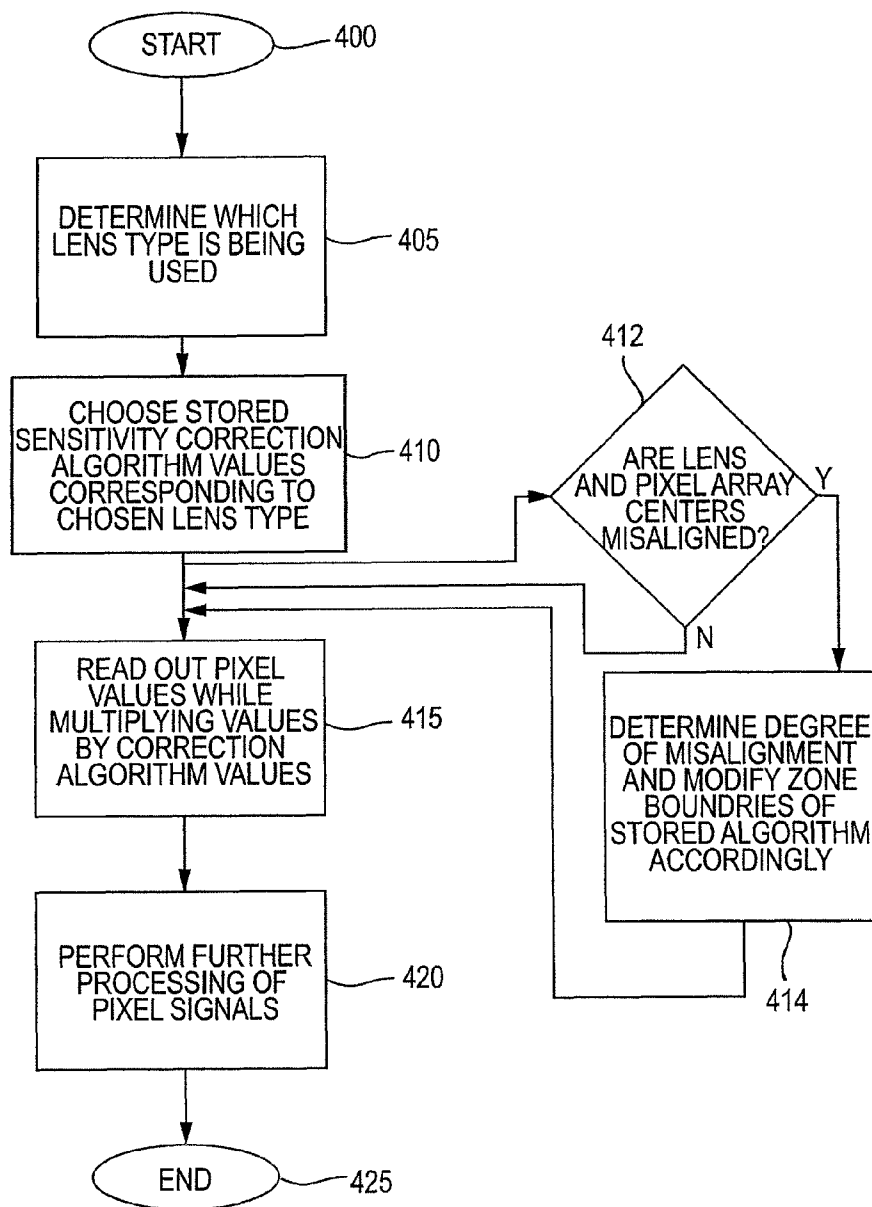 START
400
DETERMINE WHICH
LENS TYPE IS BEING
USED
405
CHOOSE STORED
SENSITIVITY CORRECTION
ALGORITHM VALUES
CORRESPONDING TO
CHOSEN LENS TYPE
410
412
ARE LENS
AND PIXEL ARRAY
CENTERS
MISALIGNED?
Y
N
READ OUT PIXEL
VALUES WHILE
MULTIPLYING VALUES
BY CORRECTION
ALGORITHM VALUES
415
DETERMINE DEGREE
OF MISALIGNMENT
AND MODIFY ZONE
BOUNDRIES OF
STORED ALGORITHM
ACCORDINGLY
414
PERFORM FURTHER
PROCESSING OF
PIXEL SIGNALS
420
END
425